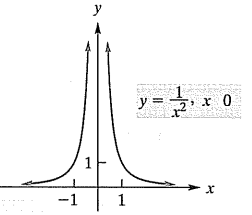 y
y = 1/x², x 0
1
x
-1 1